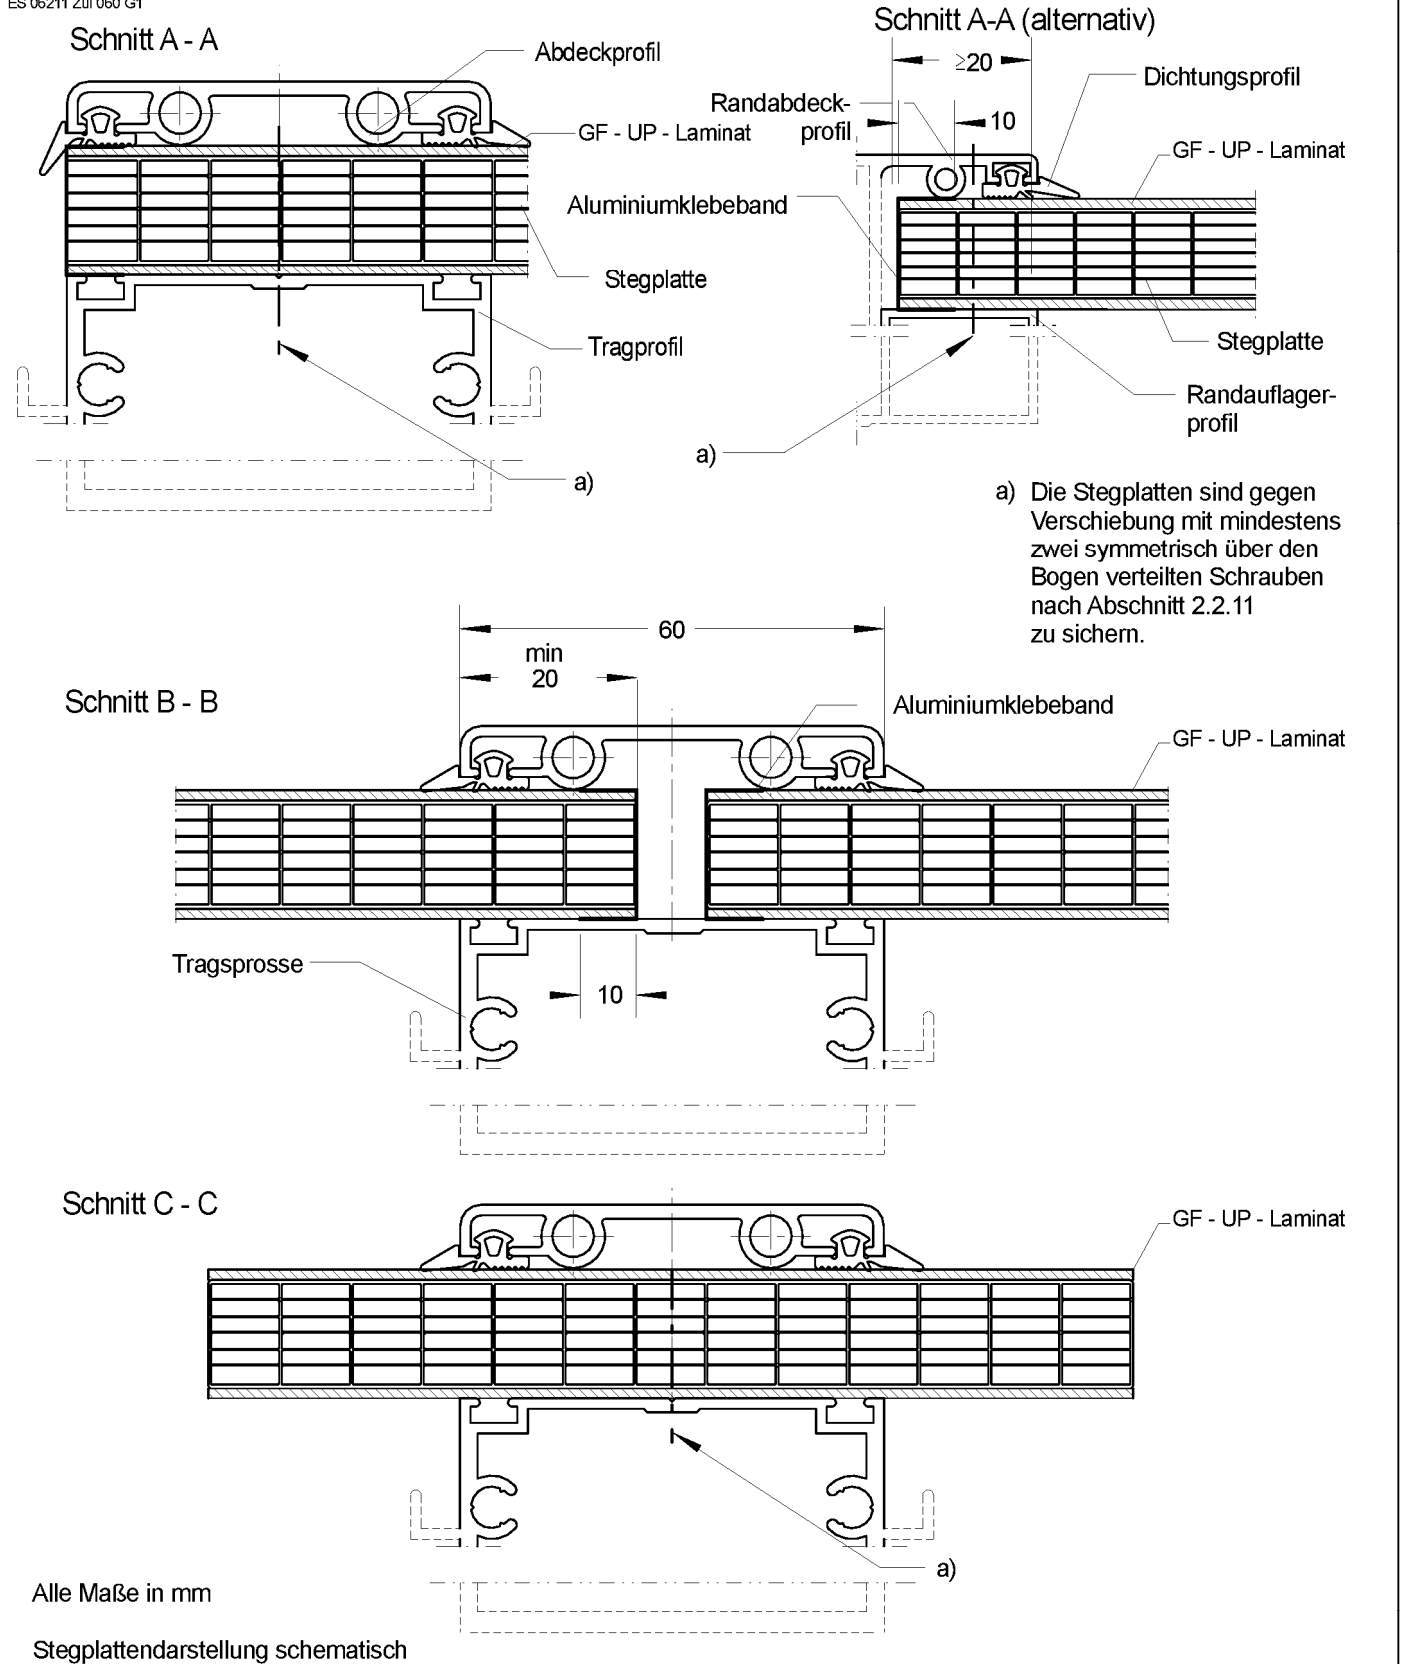 ES 06211 Zul 060 G1
Schnitt A - A
Abdeckprofil
GF - UP - Laminat
Stegplatte
Tragprofil
a)
Schnitt A-A (alternativ)
≥20
Dichtungsprofil
Randabdeck-
profil
10
GF - UP - Laminat
Aluminiumklebeband
Stegplatte
Randauflager-
profil
a)
a) Die Stegplatten sind gegen
Verschiebung mit mindestens
zwei symmetrisch über den
Bogen verteilten Schrauben
nach Abschnitt 2.2.11
zu sichern.
60
min
20
Schnitt B - B
Aluminiumklebeband
GF - UP - Laminat
Tragsprosse
10
Schnitt C - C
GF - UP - Laminat
a)
Alle Maße in mm
Stegplattendarstellung schematisch